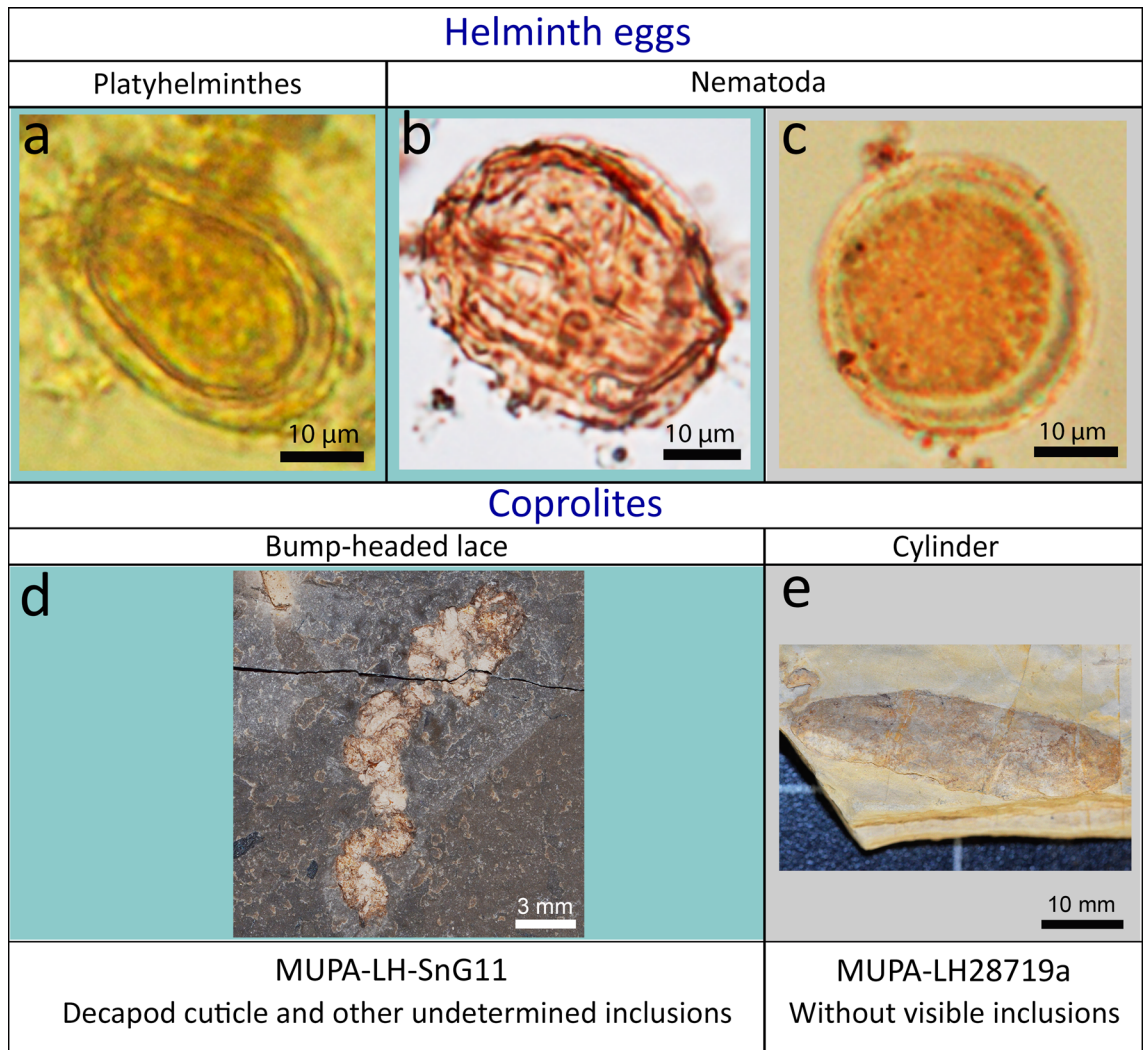 Helminth eggs
Platyhelminthes
Nematoda
a
b
c
10 µm
10 µm
10 µm
Coprolites
Bump-headed lace
Cylinder
d
e
3 mm
10 mm
MUPA-LH-SnG11
MUPA-LH28719a
Decapod cuticle and other undetermined inclusions
Without visible inclusions